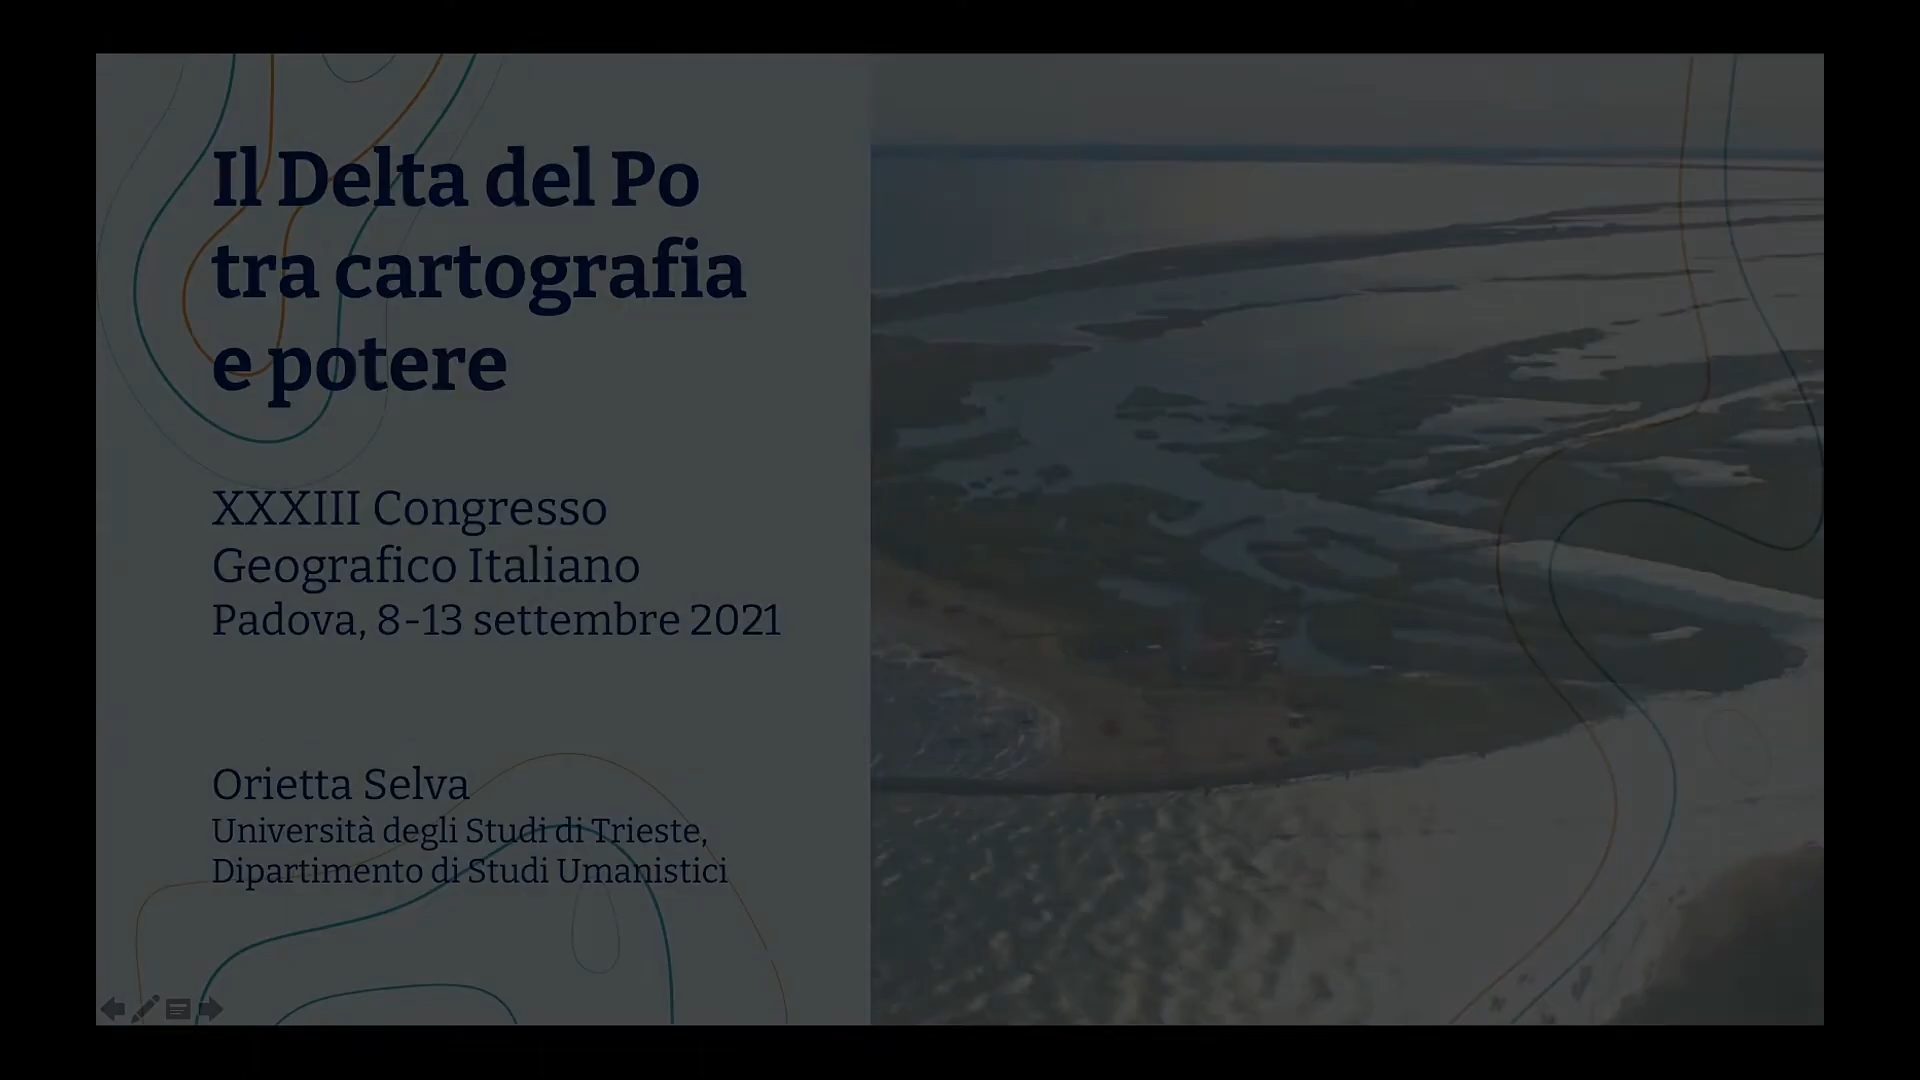 Il Delta del Po
tra cartografia
e potere
XXXIII Congresso
Geografico Italiano
Padova, 8-13 settembre 2021
Orietta Selva
Università degli Studi di Trieste,
Dipartimento di Studi Umanistici